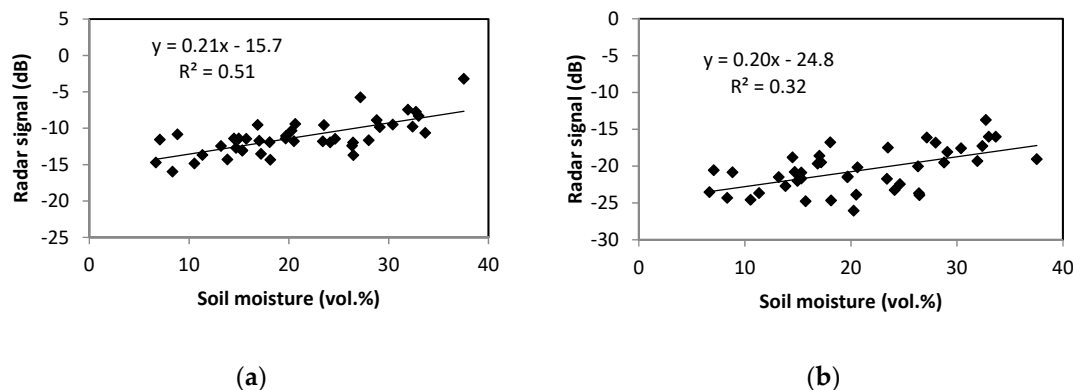 5
0
-5
-10
-15
-20
-25
Radar signal (dB)
y = 0.21x - 15.7
R² = 0.51
0 10 20 30 40
Soil moisture (vol.%)
(a)
0
-5
-10
-15
-20
-25
-30
Radar signal (dB)
y = 0.20x - 24.8
R² = 0.32
0 10 20 30 40
Soil moisture (vol.%)
(b)